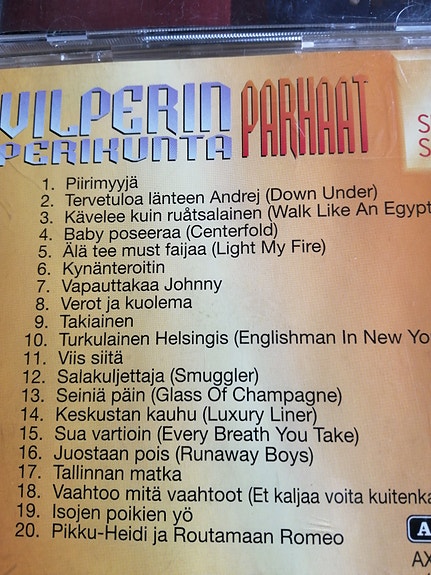 VILPERIN PARHAAT
PERIKUNTA
S
S
1. Piirimyyjä
2. Tervetuloa länteen Andrej (Down Under)
3. Kävelee kuin ruåtsalainen (Walk Like An Egypt
4. Baby poseeraa (Centerfold)
5. Älä tee must faijaa (Light My Fire)
6. Kynänteroitin
7. Vapauttakaa Johnny
8. Verot ja kuolema
9. Takiainen
10. Turkulainen Helsingis (Englishman In New Yo
11. Viis siitä
12. Salakuljettaja (Smuggler)
13. Seiniä päin (Glass Of Champagne)
14. Keskustan kauhu (Luxury Liner)
15. Sua vartioin (Every Breath You Take)
16. Juostaan pois (Runaway Boys)
17. Tallinnan matka
18. Vaahtoo mitä vaahtoot (Et kaljaa voita kuitenka
19. Isojen poikien yö
20. Pikku-Heidi ja Routamaan Romeo
A
AX